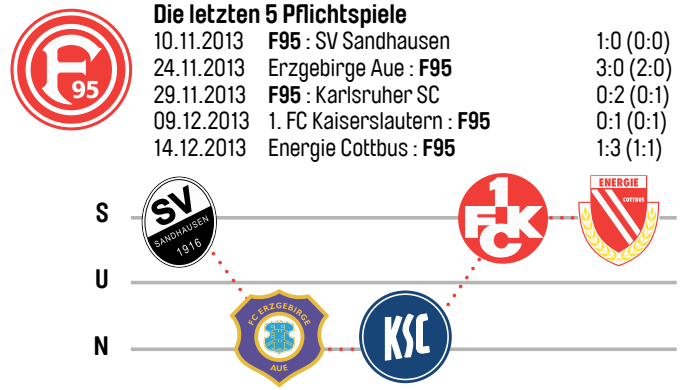 Die letzten 5 Pflichtspiele
F 95
10.11.2013 F95 : SV Sandhausen 1:0 (0:0)
24.11.2013 Erzgebirge Aue : F95 3:0 (2:0)
29.11.2013 F95 : Karlsruher SC 0:2 (0:1)
09.12.2013 1. FC Kaiserslautern : F95 0:1 (0:1)
14.12.2013 Energie Cottbus : F95 1:3 (1:1)
S
SV
SANDHAUSEN
1916
1
FCK
ENERGIE
COTTBUS
U
N
FC ERZGEBIRGE
AUE
KSC